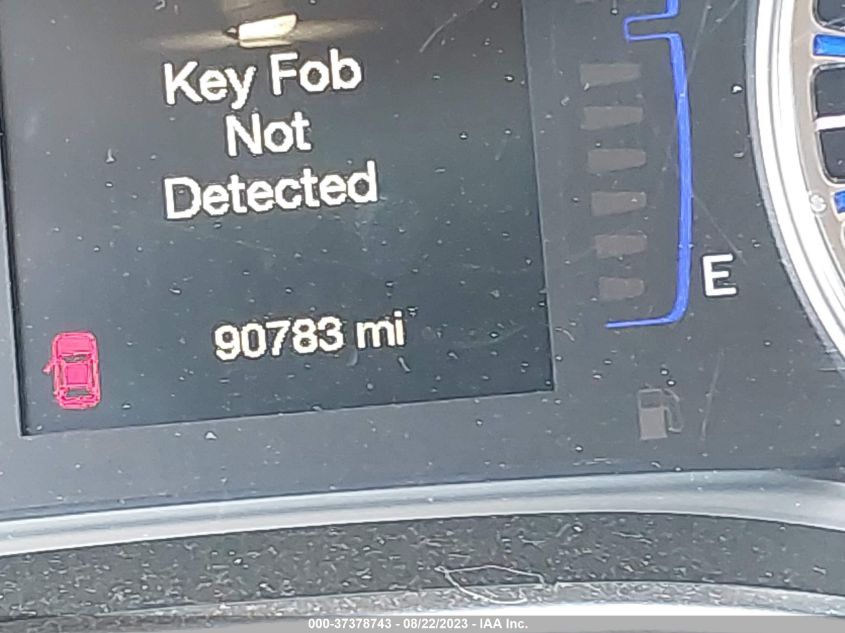 Key Fob
Not
Detected
E
90783 mi
000-37378743 - 08/22/2023 - IAA Inc.